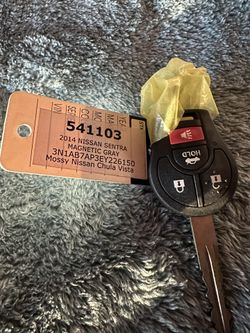 541103
2014 NISSAN SENTRA
MAGNETIC GRAY
3N1AB7AP3EY226150
Mossy Nissan Chula Vista
HOLD